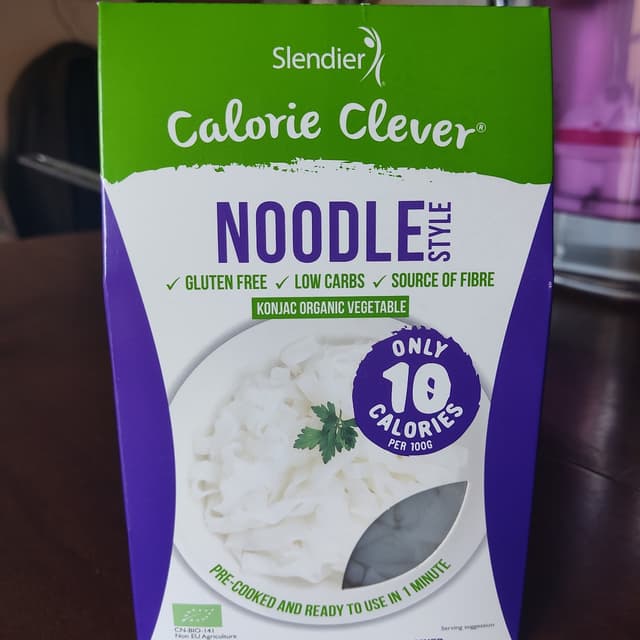 Slendier
Calorie Clever®
NOODLE STYLE
✓ GLUTEN FREE ✓ LOW CARBS ✓ SOURCE OF FIBRE
KONJAC ORGANIC VEGETABLE
ONLY
10
CALORIES
PER 100G
PRE-COOKED AND READY TO USE IN 1 MINUTE
CN-BIO-141
Non EU Agriculture
Serving suggestion